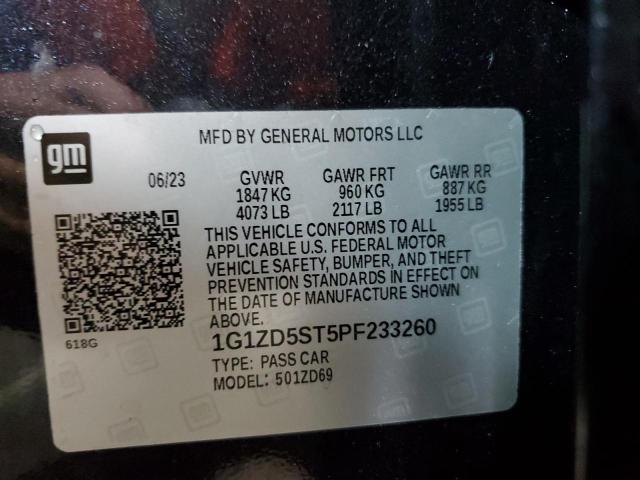 gm
MFD BY GENERAL MOTORS LLC
06/23 GVWR GAWR FRT GAWR RR
1847 KG 960 KG 887 KG
4073 LB 2117 LB 1955 LB
THIS VEHICLE CONFORMS TO ALL
APPLICABLE U.S. FEDERAL MOTOR
VEHICLE SAFETY, BUMPER, AND THEFT
PREVENTION STANDARDS IN EFFECT ON
THE DATE OF MANUFACTURE SHOWN
ABOVE.
618G
1G1ZD5ST5PF233260
TYPE: PASS CAR
MODEL: 501ZD69